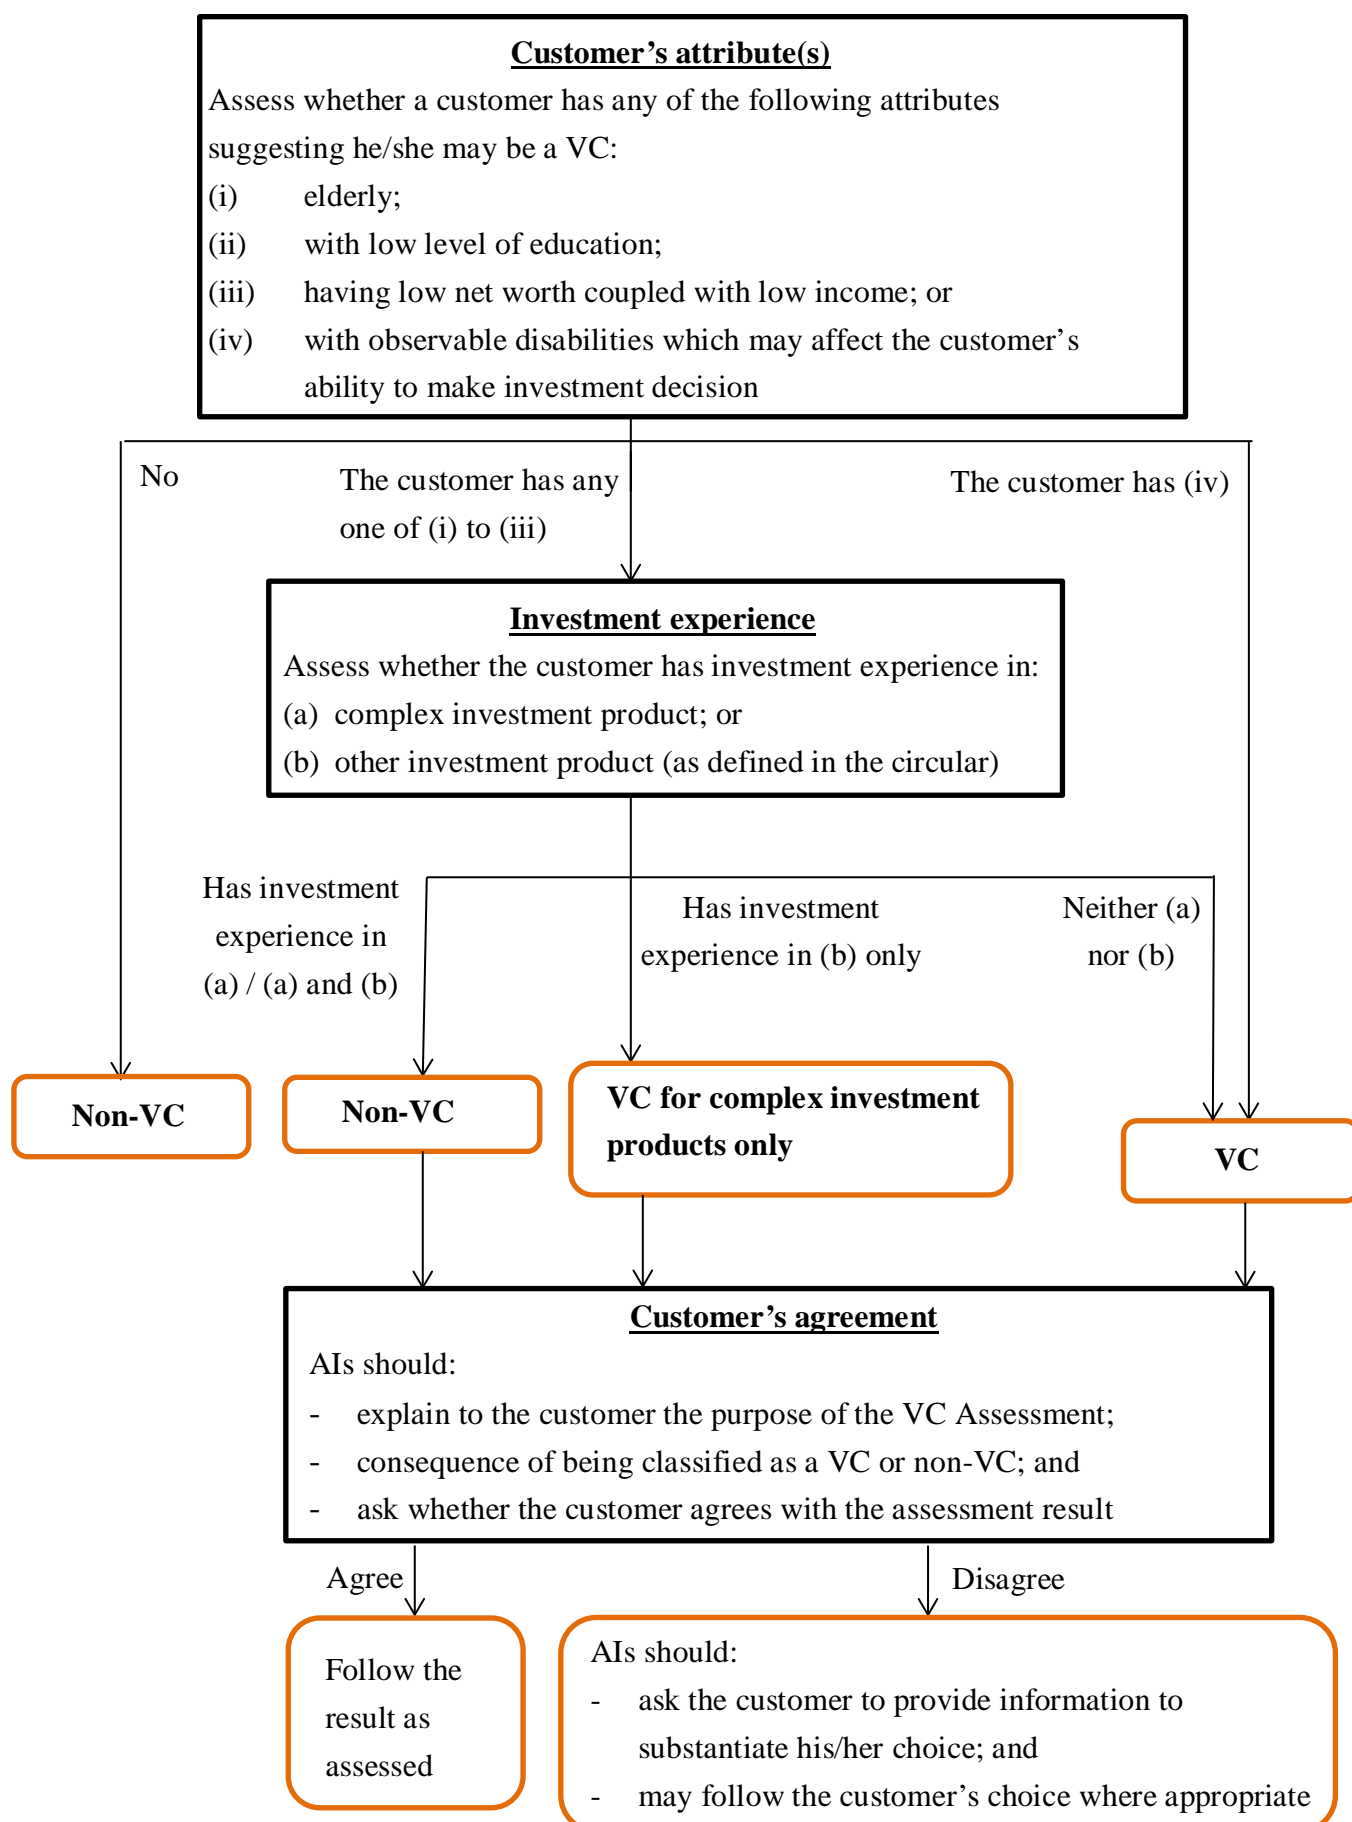 Customer’s attribute(s)
Assess whether a customer has any of the following attributes
suggesting he/she may be a VC:
(i) elderly;
(ii) with low level of education;
(iii) having low net worth coupled with low income; or
(iv) with observable disabilities which may affect the customer’s
ability to make investment decision
No
The customer has any
one of (i) to (iii)
The customer has (iv)
Investment experience
Assess whether the customer has investment experience in:
(a) complex investment product; or
(b) other investment product (as defined in the circular)
Has investment
experience in
(a) / (a) and (b)
Has investment
experience in (b) only
Neither (a)
nor (b)
Non-VC
Non-VC
VC for complex investment
products only
VC
Customer’s agreement
AIs should:
- explain to the customer the purpose of the VC Assessment;
- consequence of being classified as a VC or non-VC; and
- ask whether the customer agrees with the assessment result
Agree
Disagree
Follow the
result as
assessed
AIs should:
- ask the customer to provide information to
substantiate his/her choice; and
- may follow the customer’s choice where appropriate